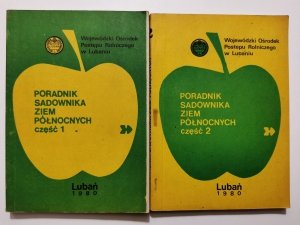 Wojewódzki Ośrodek
Postępu Rolniczego
w Lubaniu
PORADNIK
SADOWNIKA
ZIEM
PÓŁNOCNYCH
część 1
Lubań
1980
Wojewódzki Ośrodek
Postępu Rolniczego
w Lubaniu
PORADNIK
SADOWNIKA
ZIEM
PÓŁNOCNYCH
część 2
Lubań
1980